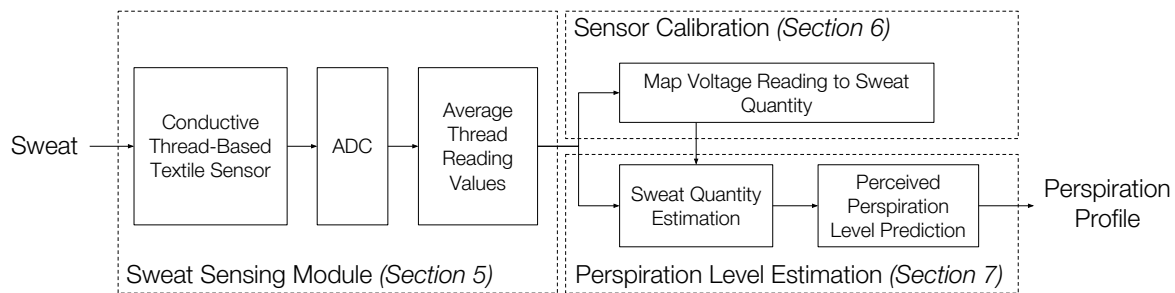 Sweat
Conductive
Thread-Based
Textile Sensor
ADC
Average
Thread
Reading
Values
Sweat Sensing Module (Section 5)
Sensor Calibration (Section 6)
Map Voltage Reading to Sweat
Quantity
Sweat Quantity
Estimation
Perceived
Perspiration
Level Prediction
Perspiration Level Estimation (Section 7)
Perspiration
Profile